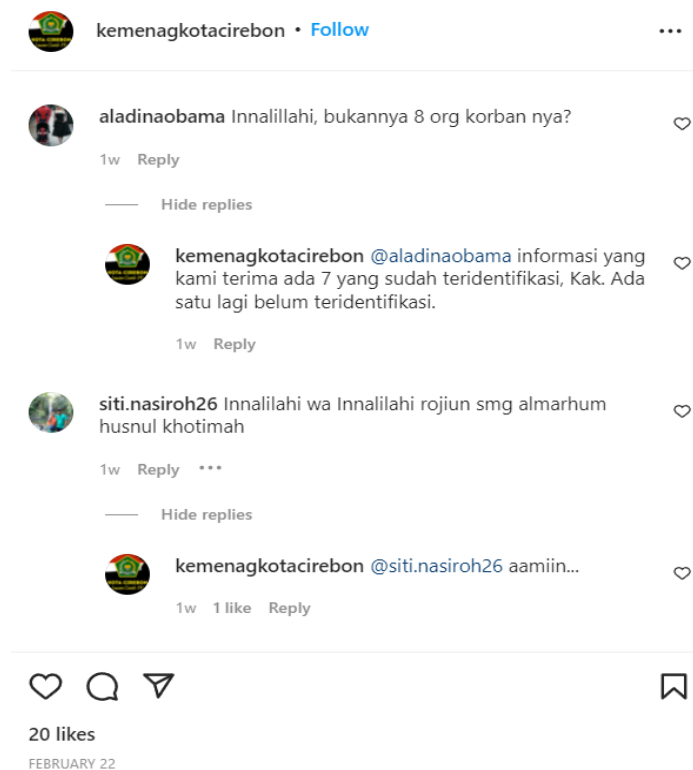 kemenagkotacirebon • Follow
aladinaobama Innalillahi, bukannya 8 org korban nya?
1w Reply
Hide replies
kemenagkotacirebon @aladinaobama informasi yang
kami terima ada 7 yang sudah teridentifikasi, Kak. Ada
satu lagi belum teridentifikasi.
1w Reply
siti.nasiroh26 Innalilahi wa Innalilahi rojiun smg almarhum
husnul khotimah
1w Reply
Hide replies
kemenagkotacirebon @siti.nasiroh26 aamiin...
1w 1 like Reply
20 likes
FEBRUARY 22